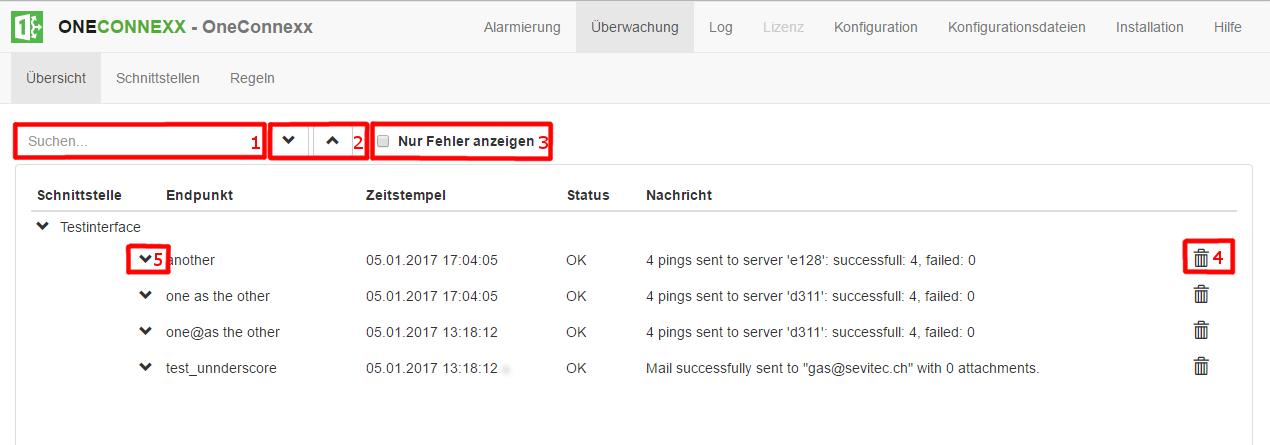 ONECONNEXX - OneConnexx Alarmierung Überwachung Log Lizenz Konfiguration Konfigurationsdateien Installation Hilfe
Übersicht Schnittstellen Regeln
Suchen... 1 2 Nur Fehler anzeigen 3
Schnittstelle Endpunkt Zeitstempel Status Nachricht
Testinterface
5 another 05.01.2017 17:04:05 OK 4 pings sent to server 'e128': successfull: 4, failed: 0 4
one as the other 05.01.2017 17:04:05 OK 4 pings sent to server 'd311': successfull: 4, failed: 0
one@as the other 05.01.2017 13:18:12 OK 4 pings sent to server 'd311': successfull: 4, failed: 0
test_unnderscore 05.01.2017 13:18:12 OK Mail successfully sent to "gas@sevitec.ch" with 0 attachments.